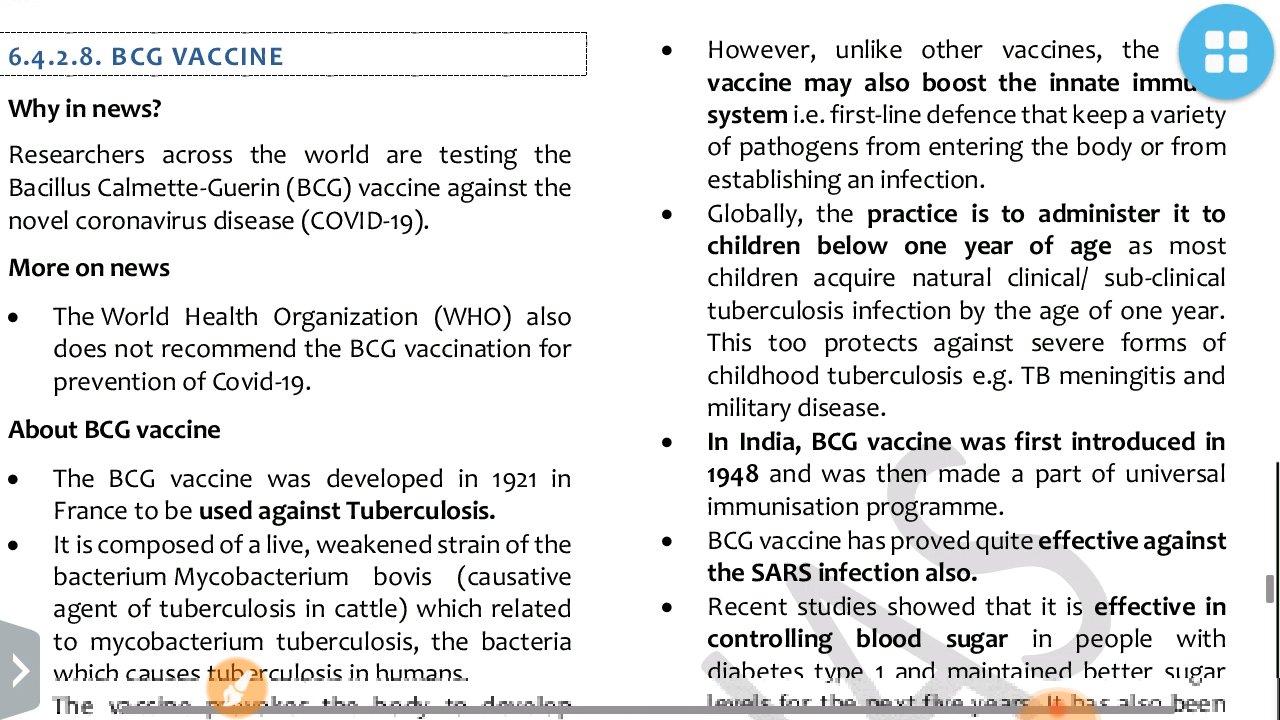 6.4.2.8. BCG VACCINE
Why in news?
Researchers across the world are testing the
Bacillus Calmette-Guerin (BCG) vaccine against the
novel coronavirus disease (COVID-19).
More on news
• The World Health Organization (WHO) also
does not recommend the BCG vaccination for
prevention of Covid-19.
About BCG vaccine
• The BCG vaccine was developed in 1921 in
France to be used against Tuberculosis.
• It is composed of a live, weakened strain of the
bacterium Mycobacterium bovis (causative
agent of tuberculosis in cattle) which related
to mycobacterium tuberculosis, the bacteria
which causes tuberculosis in humans.
The vaccine provokes the body to develop
• However, unlike other vaccines, the
vaccine may also boost the innate
system i.e. first-line defence that keep a variety
of pathogens from entering the body or from
establishing an infection.
• Globally, the practice is to administer it to
children below one year of age as most
children acquire natural clinical/ sub-clinical
tuberculosis infection by the age of one year.
This too protects against severe forms of
childhood tuberculosis e.g. TB meningitis and
military disease.
• In India, BCG vaccine was first introduced in
1948 and was then made a part of universal
immunisation programme.
• BCG vaccine has proved quite effective against
the SARS infection also.
• Recent studies showed that it is effective in
controlling blood sugar in people with
diabetes type 1 and maintained better sugar
levels for the next five years. It has also been